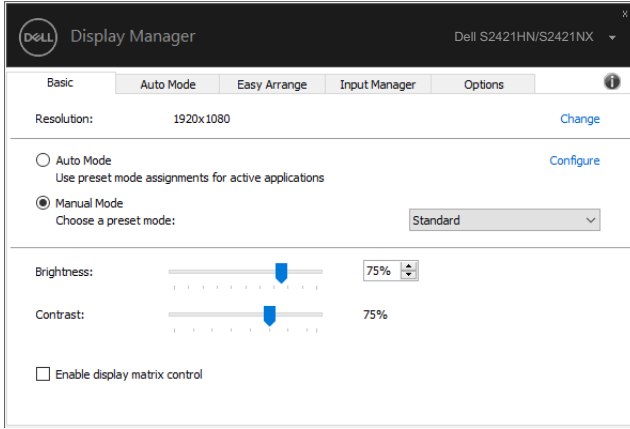 DELL Display Manager Dell S2421HN/S2421NX
Basic Auto Mode Easy Arrange Input Manager Options
Resolution: 1920x1080 Change
Auto Mode Configure
Use preset mode assignments for active applications
Manual Mode
Choose a preset mode: Standard
Brightness: 75%
Contrast: 75%
Enable display matrix control